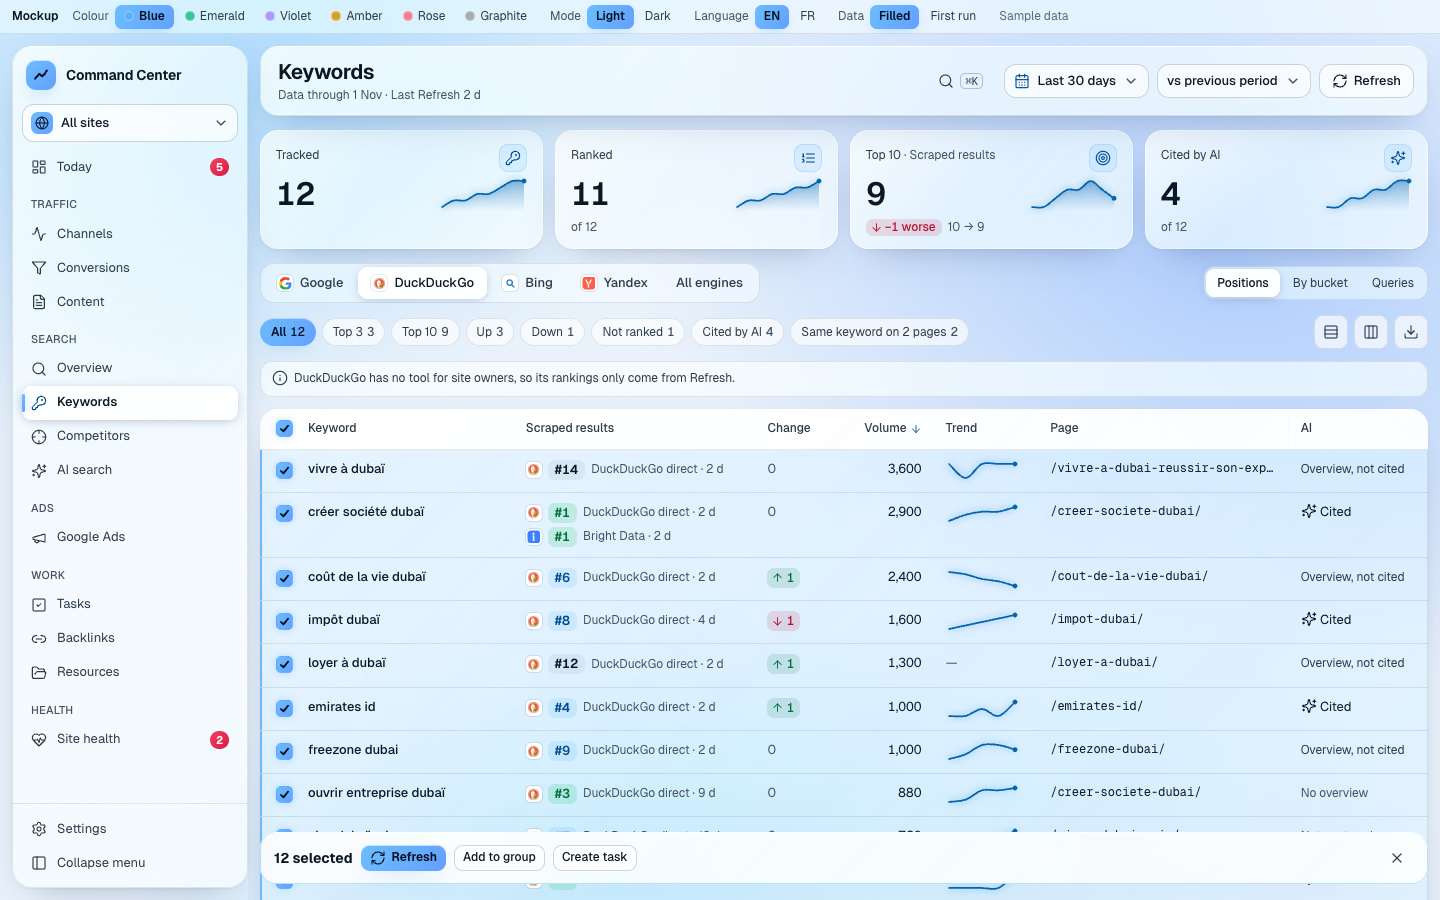 Mockup Colour Blue Emerald Violet Amber Rose Graphite Mode Light Dark Language EN FR Data Filled First run Sample data
Command Center
All sites
Today 5
TRAFFIC
Channels
Conversions
Content
SEARCH
Overview
Keywords
Competitors
AI search
ADS
Google Ads
WORK
Tasks
Backlinks
Resources
HEALTH
Site health 2
Settings
Collapse menu
Keywords
Data through 1 Nov · Last Refresh 2 d
⌘K Last 30 days vs previous period Refresh
Tracked
12
Ranked
11
of 12
Top 10 · Scraped results
9
↓ −1 worse 10 → 9
Cited by AI
4
of 12
Google DuckDuckGo Bing Yandex All engines
Positions By bucket Queries
All 12 Top 3 3 Top 10 9 Up 3 Down 1 Not ranked 1 Cited by AI 4 Same keyword on 2 pages 2
DuckDuckGo has no tool for site owners, so its rankings only come from Refresh.
Keyword Scraped results Change Volume ↓ Trend Page AI
vivre à dubaï #14 DuckDuckGo direct · 2 d 0 3,600 /vivre-a-dubai-reussir-son-exp… Overview, not cited
créer société dubaï #1 DuckDuckGo direct · 2 d 0 2,900 /creer-societe-dubai/ Cited
#1 Bright Data · 2 d
coût de la vie dubaï #6 DuckDuckGo direct · 2 d ↑ 1 2,400 /cout-de-la-vie-dubai/ Overview, not cited
impôt dubaï #8 DuckDuckGo direct · 4 d ↓ 1 1,600 /impot-dubai/ Cited
loyer à dubaï #12 DuckDuckGo direct · 2 d ↑ 1 1,300 — /loyer-a-dubai/ Overview, not cited
emirates id #4 DuckDuckGo direct · 2 d ↑ 1 1,000 /emirates-id/ Cited
freezone dubai #9 DuckDuckGo direct · 2 d 0 1,000 /freezone-dubai/ Overview, not cited
ouvrir entreprise dubaï #3 DuckDuckGo direct · 9 d 0 880 /creer-societe-dubai/ No overview
12 selected Refresh Add to group Create task